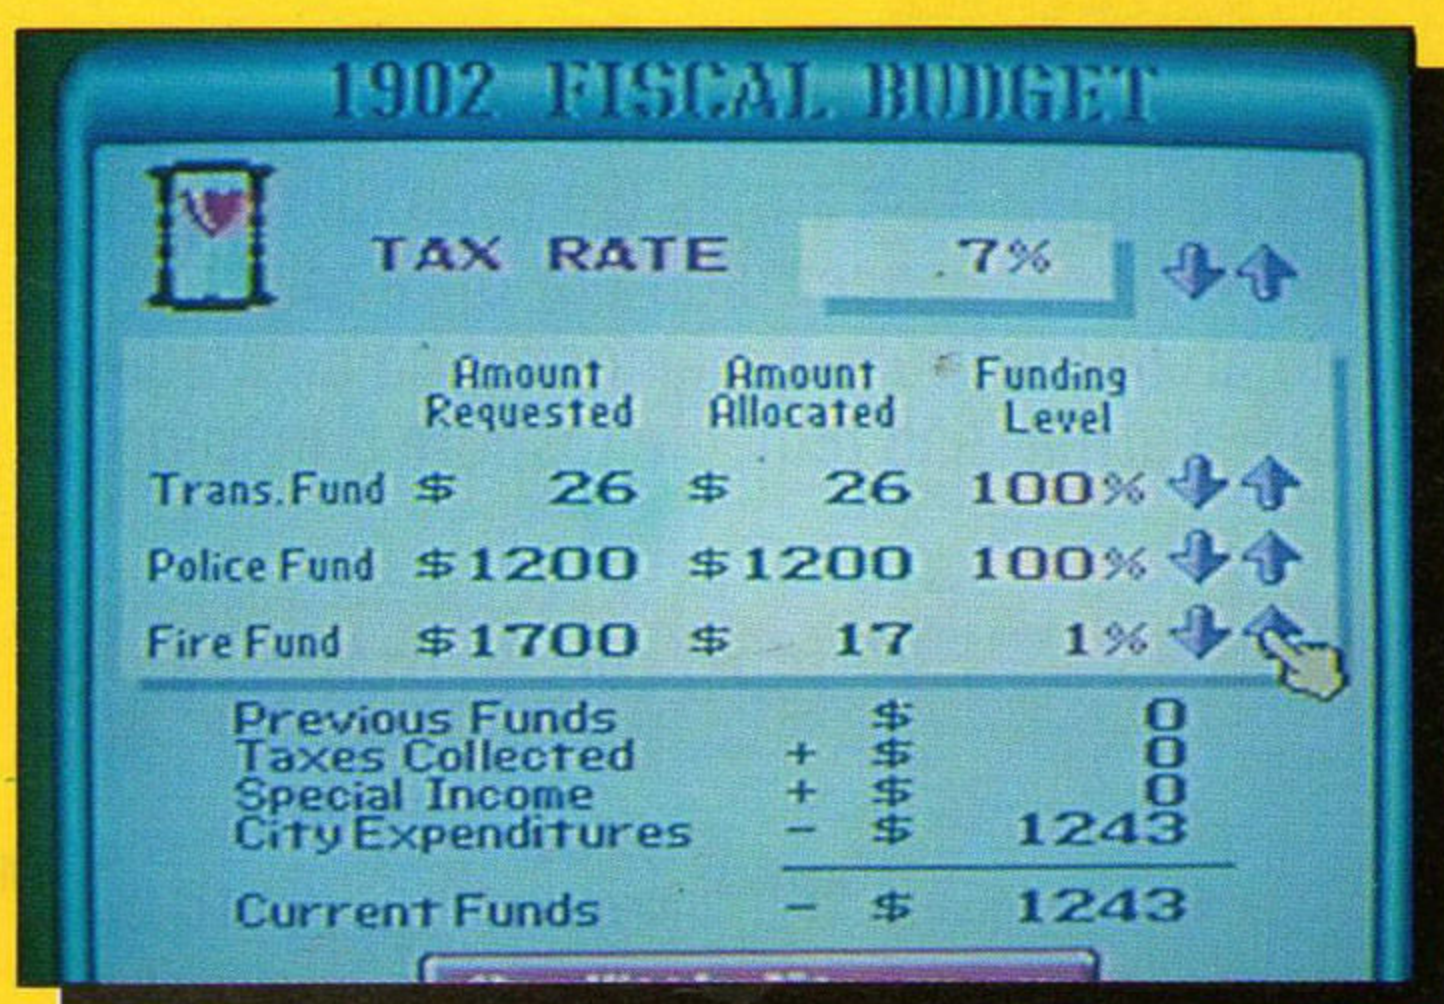 1902 FISCAL BUDGET
TAX RATE 7%
Amount Requested Amount Allocated Funding Level
Trans.Fund $ 26 $ 26 100%
Police Fund $1200 $1200 100%
Fire Fund $1700 $ 17 1%
Previous Funds $ 0
Taxes Collected + $ 0
Special Income + $ 0
City Expenditures - $ 1243
Current Funds - $ 1243